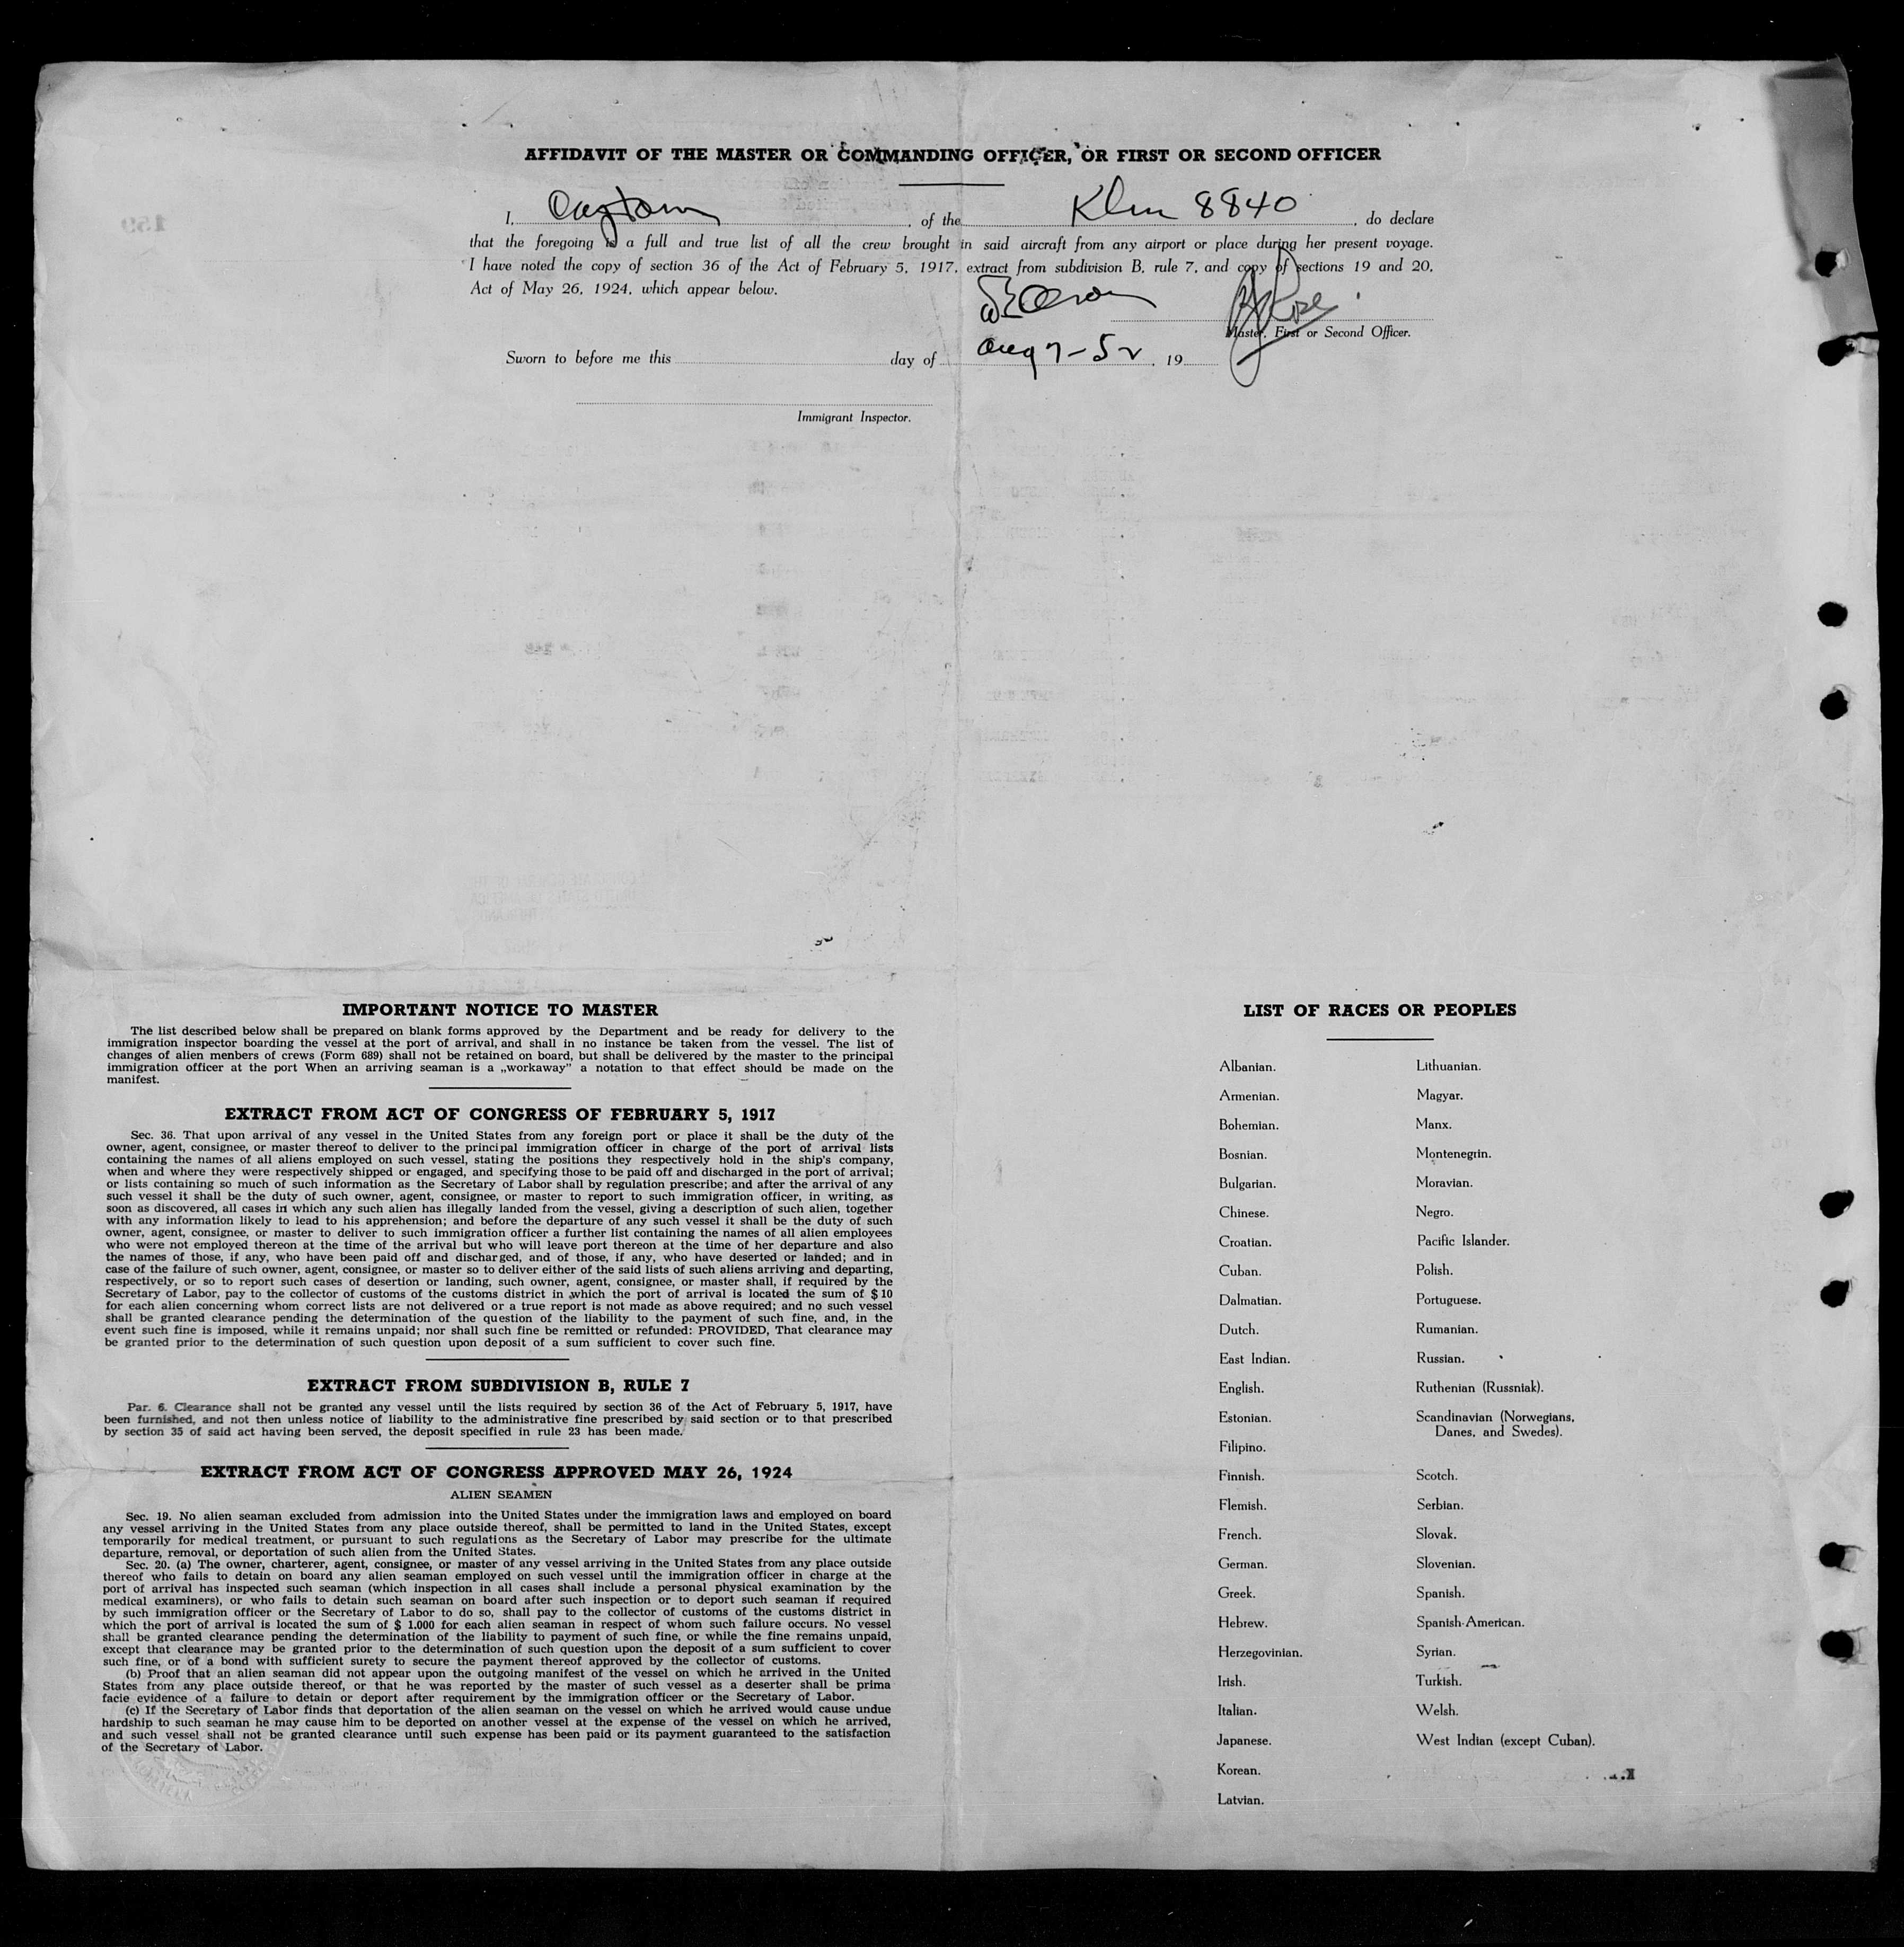 AFFIDAVIT OF THE MASTER OR COMMANDING OFFICER, OR FIRST OR SECOND OFFICER
I, Captain, of the Klm 8840, do declare
that the foregoing is a full and true list of all the crew brought in said aircraft from any airport or place during her present voyage.
I have noted the copy of section 36 of the Act of February 5, 1917, extract from subdivision B, rule 7, and copy of sections 19 and 20,
Act of May 26, 1924, which appear below.
Master, First or Second Officer.
Sworn to before me this day of Aug 7-52, 19
Immigrant Inspector.
159
IMPORTANT NOTICE TO MASTER
The list described below shall be prepared on blank forms approved by the Department and be ready for delivery to the
immigration inspector boarding the vessel at the port of arrival, and shall in no instance be taken from the vessel. The list of
changes of alien menbers of crews (Form 689) shall not be retained on board, but shall be delivered by the master to the principal
immigration officer at the port When an arriving seaman is a „workaway” a notation to that effect should be made on the
manifest.
EXTRACT FROM ACT OF CONGRESS OF FEBRUARY 5, 1917
Sec. 36. That upon arrival of any vessel in the United States from any foreign port or place it shall be the duty of the
owner, agent, consignee, or master thereof to deliver to the principal immigration officer in charge of the port of arrival lists
containing the names of all aliens employed on such vessel, stating the positions they respectively hold in the ship's company,
when and where they were respectively shipped or engaged, and specifying those to be paid off and discharged in the port of arrival;
or lists containing so much of such information as the Secretary of Labor shall by regulation prescribe; and after the arrival of any
such vessel it shall be the duty of such owner, agent, consignee, or master to report to such immigration officer, in writing, as
soon as discovered, all cases in which any such alien has illegally landed from the vessel, giving a description of such alien, together
with any information likely to lead to his apprehension; and before the departure of any such vessel it shall be the duty of such
owner, agent, consignee, or master to deliver to such immigration officer a further list containing the names of all alien employees
who were not employed thereon at the time of the arrival but who will leave port thereon at the time of her departure and also
the names of those, if any, who have been paid off and discharged, and of those, if any, who have deserted or landed; and in
case of the failure of such owner, agent, consignee, or master so to deliver either of the said lists of such aliens arriving and departing,
respectively, or so to report such cases of desertion or landing, such owner, agent, consignee, or master shall, if required by the
Secretary of Labor, pay to the collector of customs of the customs district in which the port of arrival is located the sum of $ 10
for each alien concerning whom correct lists are not delivered or a true report is not made as above required; and no such vessel
shall be granted clearance pending the determination of the question of the liability to the payment of such fine, and, in the
event such fine is imposed, while it remains unpaid; nor shall such fine be remitted or refunded: PROVIDED, That clearance may
be granted prior to the determination of such question upon deposit of a sum sufficient to cover such fine.
EXTRACT FROM SUBDIVISION B, RULE 7
Par. 6. Clearance shall not be granted any vessel until the lists required by section 36 of the Act of February 5, 1917, have
been furnished, and not then unless notice of liability to the administrative fine prescribed by said section or to that prescribed
by section 35 of said act having been served, the deposit specified in rule 23 has been made.
EXTRACT FROM ACT OF CONGRESS APPROVED MAY 26, 1924
ALIEN SEAMEN
Sec. 19. No alien seaman excluded from admission into the United States under the immigration laws and employed on board
any vessel arriving in the United States from any place outside thereof, shall be permitted to land in the United States, except
temporarily for medical treatment, or pursuant to such regulations as the Secretary of Labor may prescribe for the ultimate
departure, removal, or deportation of such alien from the United States.
Sec. 20. (a) The owner, charterer, agent, consignee, or master of any vessel arriving in the United States from any place outside
thereof who fails to detain on board any alien seaman employed on such vessel until the immigration officer in charge at the
port of arrival has inspected such seaman (which inspection in all cases shall include a personal physical examination by the
medical examiners), or who fails to detain such seaman on board after such inspection or to deport such seaman if required
by such immigration officer or the Secretary of Labor to do so, shall pay to the collector of customs of the customs district in
which the port of arrival is located the sum of $ 1.000 for each alien seaman in respect of whom such failure occurs. No vessel
shall be granted clearance pending the determination of the liability to payment of such fine, or while the fine remains unpaid,
except that clearance may be granted prior to the determination of such question upon the deposit of a sum sufficient to cover
such fine, or of a bond with sufficient surety to secure the payment thereof approved by the collector of customs.
(b) Proof that an alien seaman did not appear upon the outgoing manifest of the vessel on which he arrived in the United
States from any place outside thereof, or that he was reported by the master of such vessel as a deserter shall be prima
facie evidence of a failure to detain or deport after requirement by the immigration officer or the Secretary of Labor.
(c) If the Secretary of Labor finds that deportation of the alien seaman on the vessel on which he arrived would cause undue
hardship to such seaman he may cause him to be deported on another vessel at the expense of the vessel on which he arrived,
and such vessel shall not be granted clearance until such expense has been paid or its payment guaranteed to the satisfaction
of the Secretary of Labor.
LIST OF RACES OR PEOPLES
Albanian.
Armenian.
Bohemian.
Bosnian.
Bulgarian.
Chinese.
Croatian.
Cuban.
Dalmatian.
Dutch.
East Indian.
English.
Estonian.
Filipino.
Finnish.
Flemish.
French.
German.
Greek.
Hebrew.
Herzegovinian.
Irish.
Italian.
Japanese.
Korean.
Latvian.
Lithuanian.
Magyar.
Manx.
Montenegrin.
Moravian.
Negro.
Pacific Islander.
Polish.
Portuguese.
Rumanian.
Russian.
Ruthenian (Russniak).
Scandinavian (Norwegians,
Danes, and Swedes).
Scotch.
Serbian.
Slovak.
Slovenian.
Spanish.
Spanish-American.
Syrian.
Turkish.
Welsh.
West Indian (except Cuban).